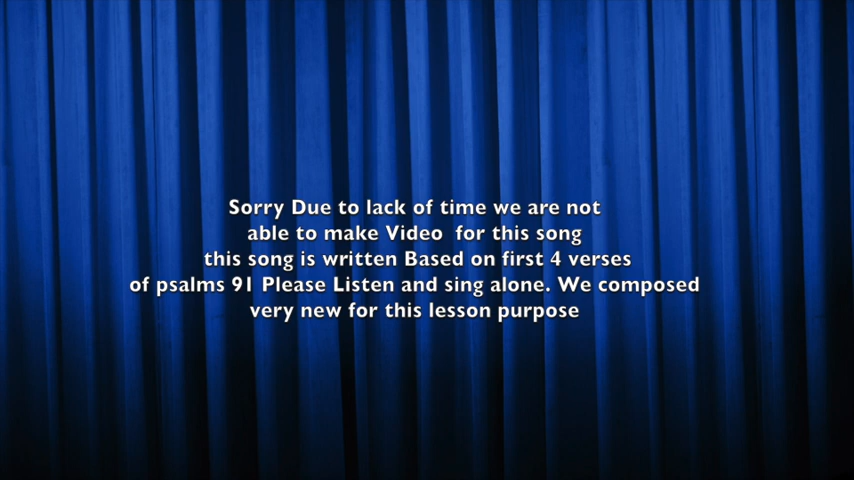 Sorry Due to lack of time we are not
able to make Video for this song
this song is written Based on first 4 verses
of psalms 91 Please Listen and sing alone. We composed
very new for this lesson purpose